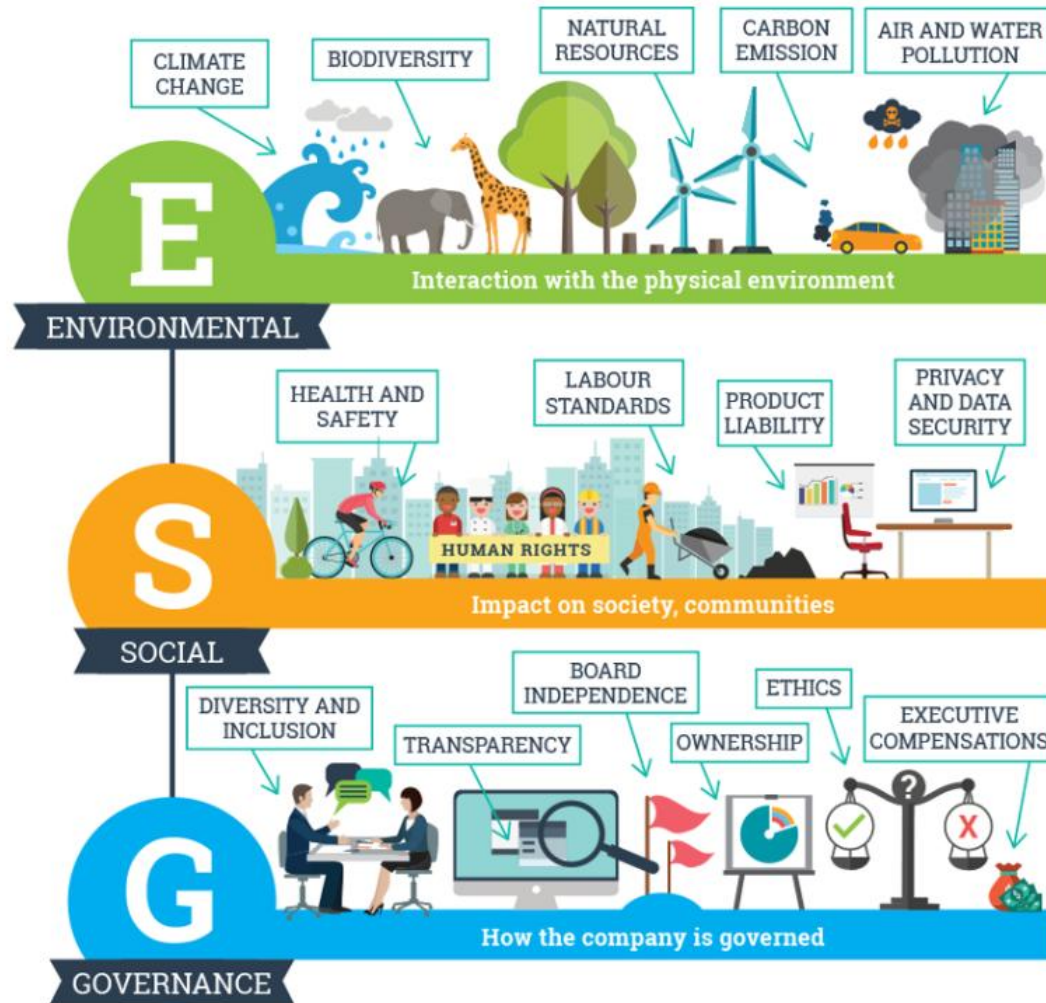 CLIMATE
CHANGE
BIODIVERSITY
NATURAL
RESOURCES
CARBON
EMISSION
AIR AND WATER
POLLUTION
E
Interaction with the physical environment
ENVIRONMENTAL
HEALTH AND
SAFETY
LABOUR
STANDARDS
PRODUCT
LIABILITY
PRIVACY
AND DATA
SECURITY
HUMAN RIGHTS
S
Impact on society, communities
SOCIAL
DIVERSITY AND
INCLUSION
TRANSPARENCY
BOARD
INDEPENDENCE
OWNERSHIP
ETHICS
EXECUTIVE
COMPENSATIONS
?
G
How the company is governed
GOVERNANCE